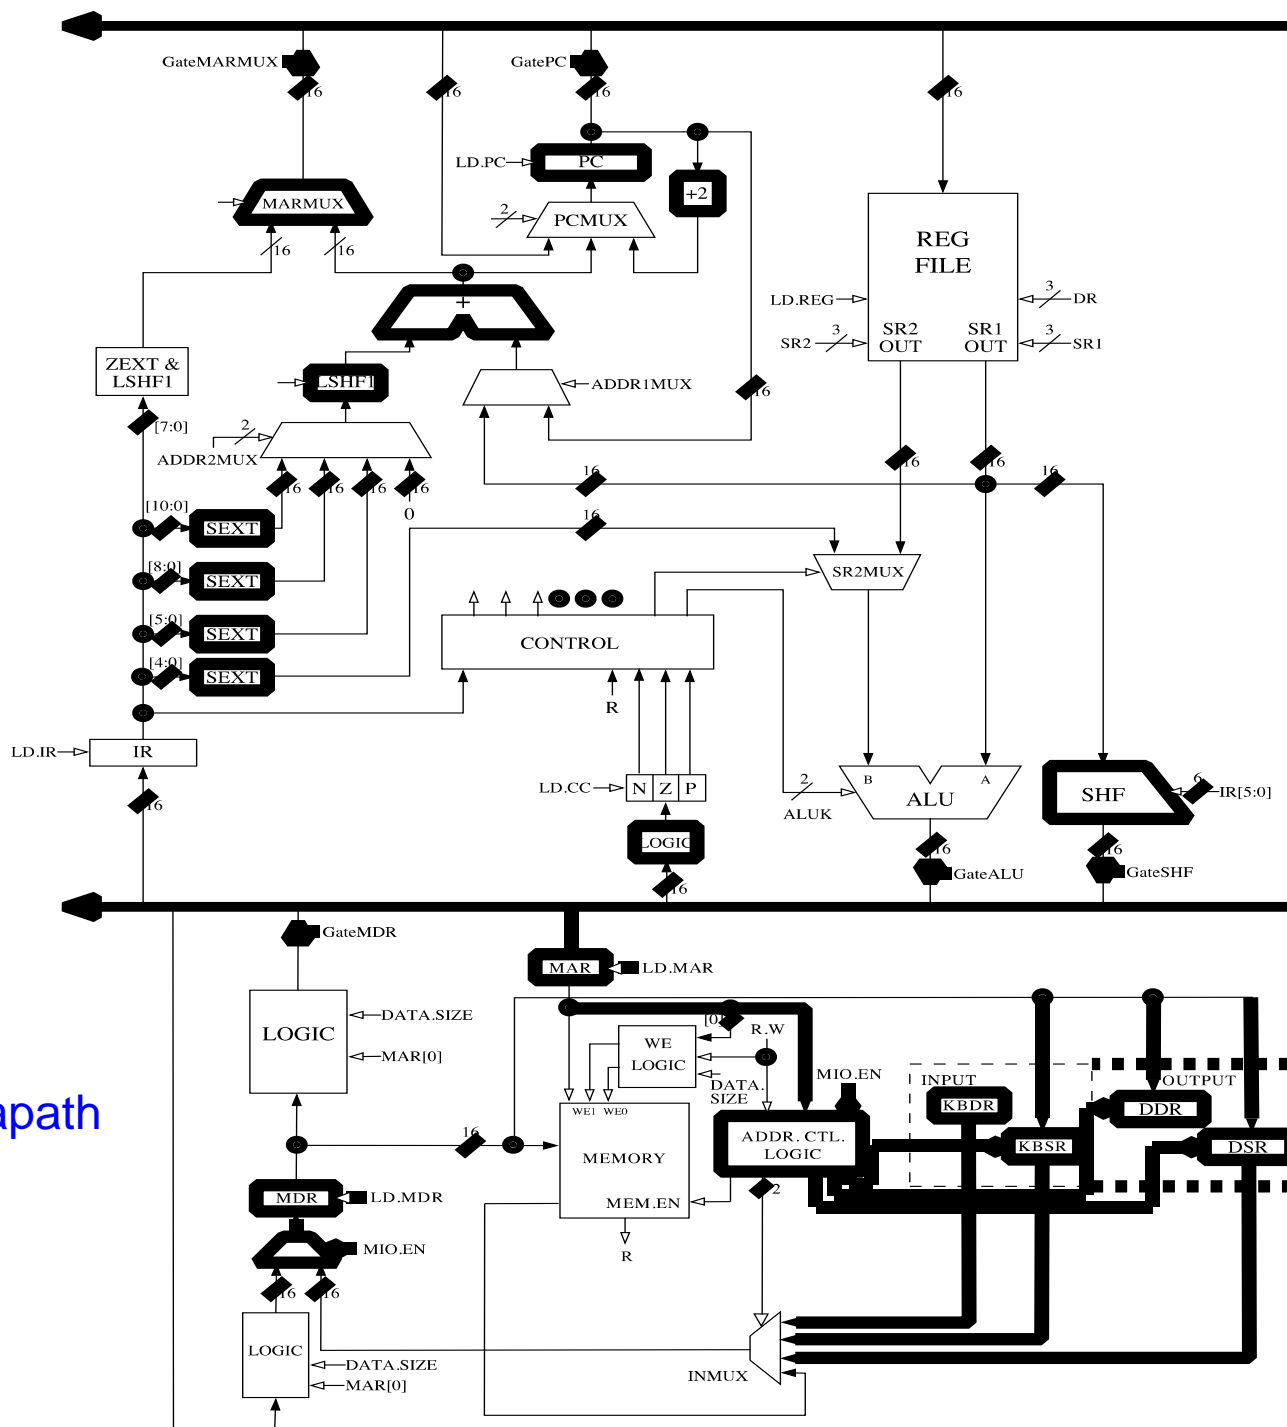 GateMARMUX
GatePC
16
16
16
16
LD.PC
PC
+2
MARMUX
2
PCMUX
16
16
REG
FILE
+
LD.REG
3
DR
SR2
OUT
SR1
OUT
3
SR2
3
SR1
ZEXT &
LSHF1
LSHF1
ADDR1MUX
16
[7:0]
2
ADDR2MUX
16
16
16
16
16
16
16
16
0
[10:0]
SEXT
16
[8:0]
SEXT
SR2MUX
[5:0]
SEXT
CONTROL
[4:0]
SEXT
R
LD.IR
IR
16
LD.CC
N Z P
2
ALUK
B
A
ALU
SHF
6
IR[5:0]
LOGIC
16
16
16
GateALU
GateSHF
GateMDR
MAR
LD.MAR
LOGIC
DATA.SIZE
MAR[0]
[0]
R.W
WE
LOGIC
DATA.
SIZE
MIO.EN
INPUT
OUTPUT
KBDR
DDR
WE1 WE0
apath
16
MEMORY
ADDR. CTL.
LOGIC
KBSR
DSR
MDR
LD.MDR
MEM.EN
2
MIO.EN
R
16
16
LOGIC
DATA.SIZE
MAR[0]
INMUX